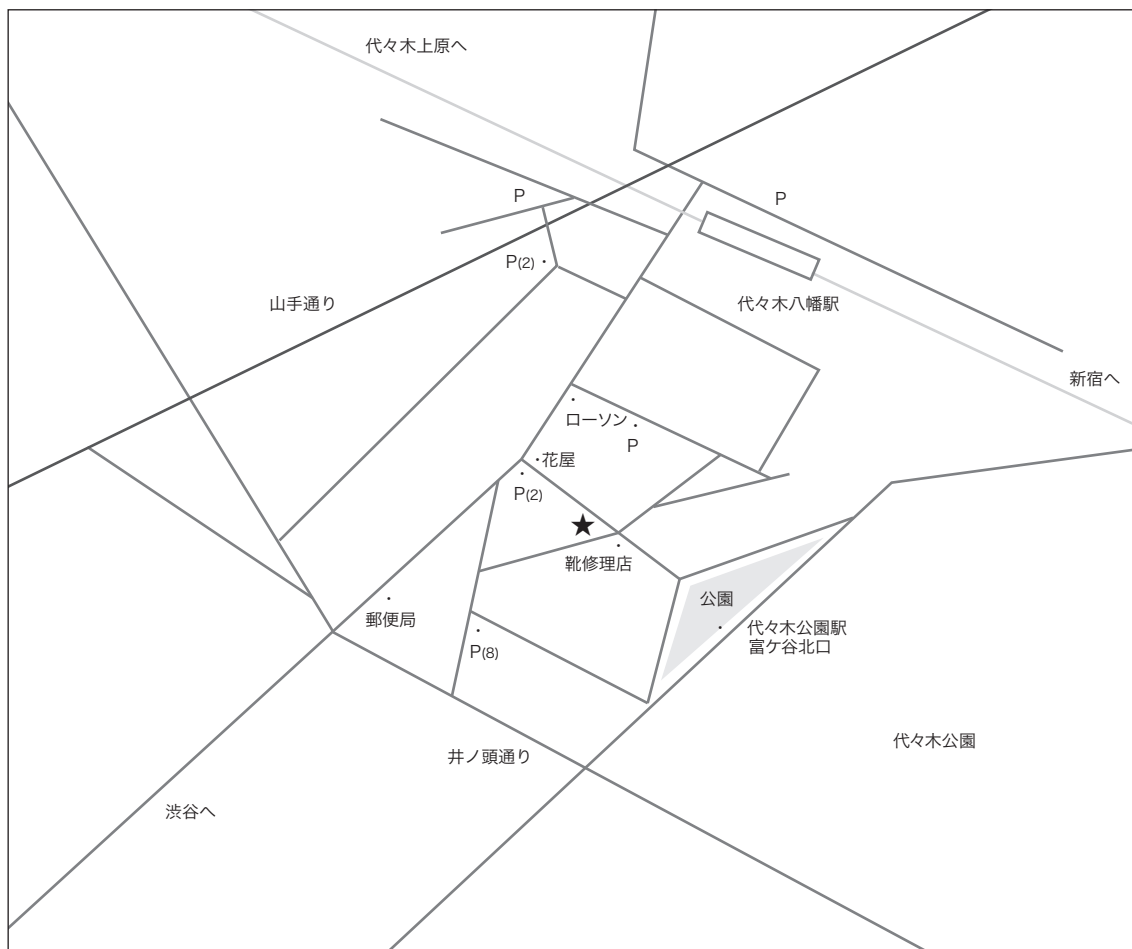 代々木上原へ
P
P
P(2)
山手通り
代々木八幡駅
新宿へ
ローソン
P
花屋
P(2)
★
靴修理店
公園
郵便局
代々木公園駅
富ケ谷北口
P(8)
代々木公園
井ノ頭通り
渋谷へ